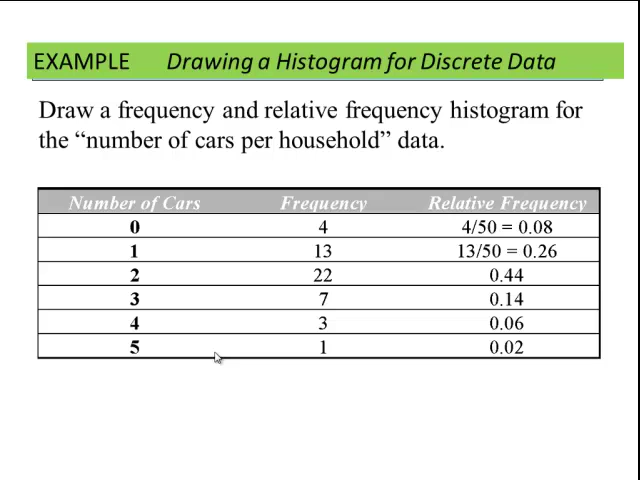 EXAMPLE Drawing a Histogram for Discrete Data
Draw a frequency and relative frequency histogram for
the “number of cars per household” data.
Number of Cars Frequency Relative Frequency
0 4 4/50 = 0.08
1 13 13/50 = 0.26
2 22 0.44
3 7 0.14
4 3 0.06
5 1 0.02